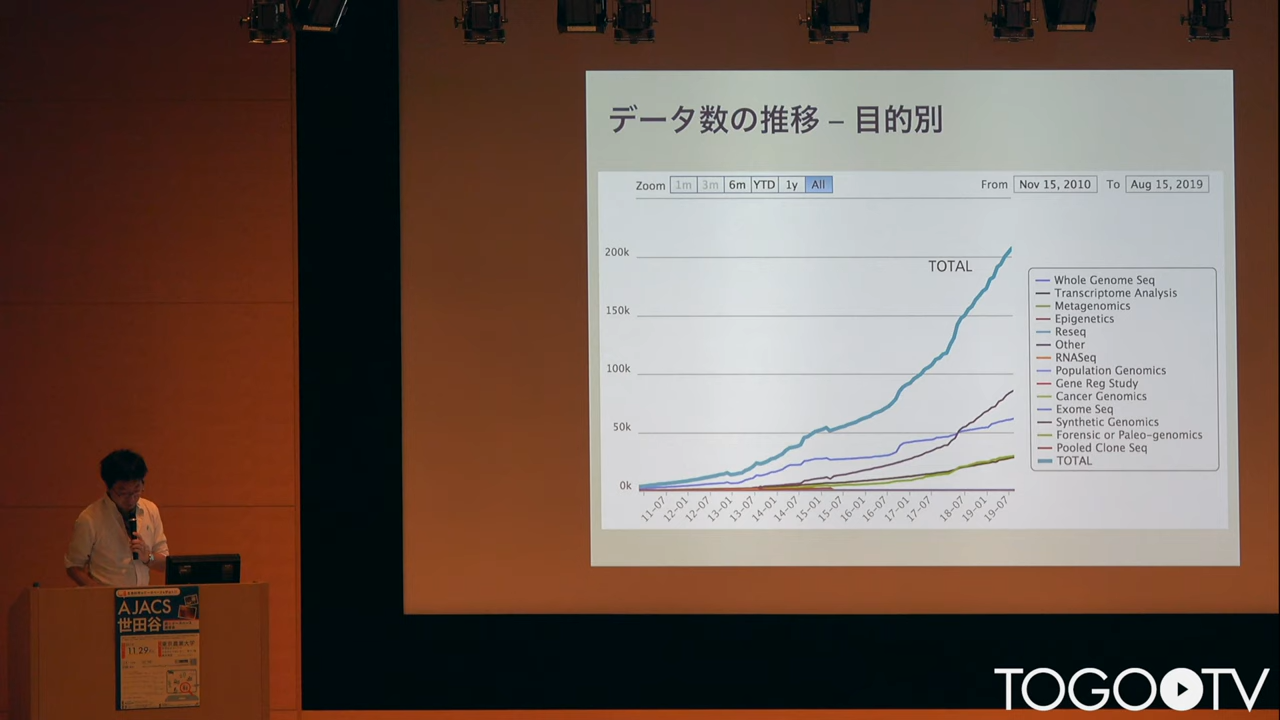 データ数の推移 – 目的別
Zoom 1m 3m 6m YTD 1y All From Nov 15, 2010 To Aug 15, 2019
200k
150k
100k
50k
0k
TOTAL
11-07 12-01 12-07 13-01 13-07 14-01 14-07 15-01 15-07 16-01 16-07 17-01 17-07 18-07 19-01 19-07
Whole Genome Seq
Transcriptome Analysis
Metagenomics
Epigenetics
Reseq
Other
RNASeq
Population Genomics
Gene Reg Study
Cancer Genomics
Exome Seq
Synthetic Genomics
Forensic or Paleo-genomics
Pooled Clone Seq
TOTAL
AJACS
世田谷
11.29
TOGO TV